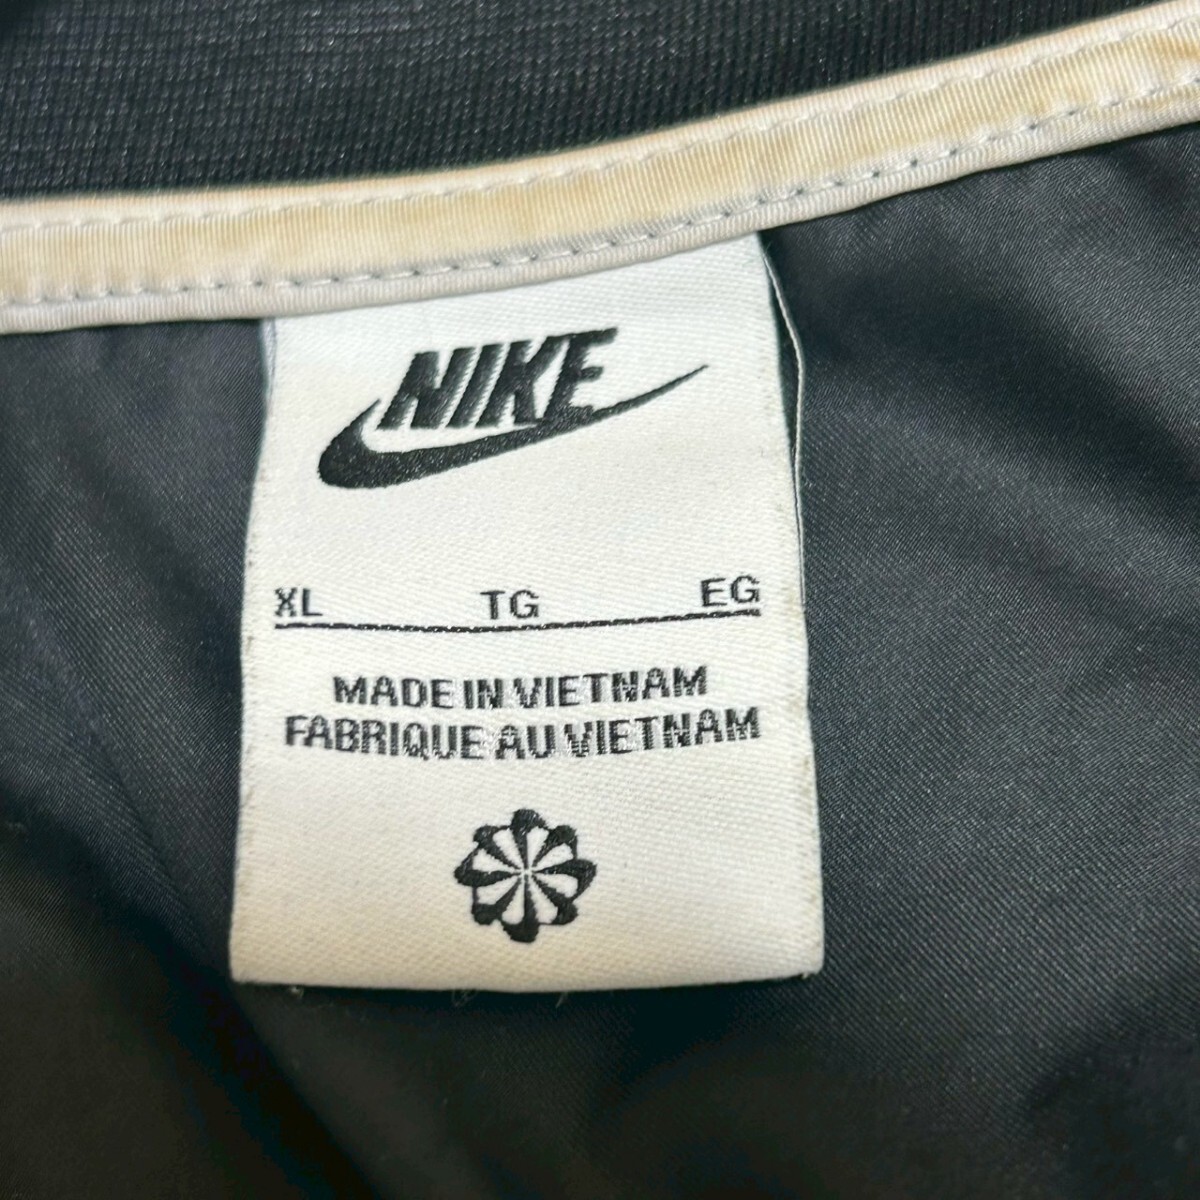 NIKE
XL TG EG
MADE IN VIETNAM
FABRIQUE AU VIETNAM